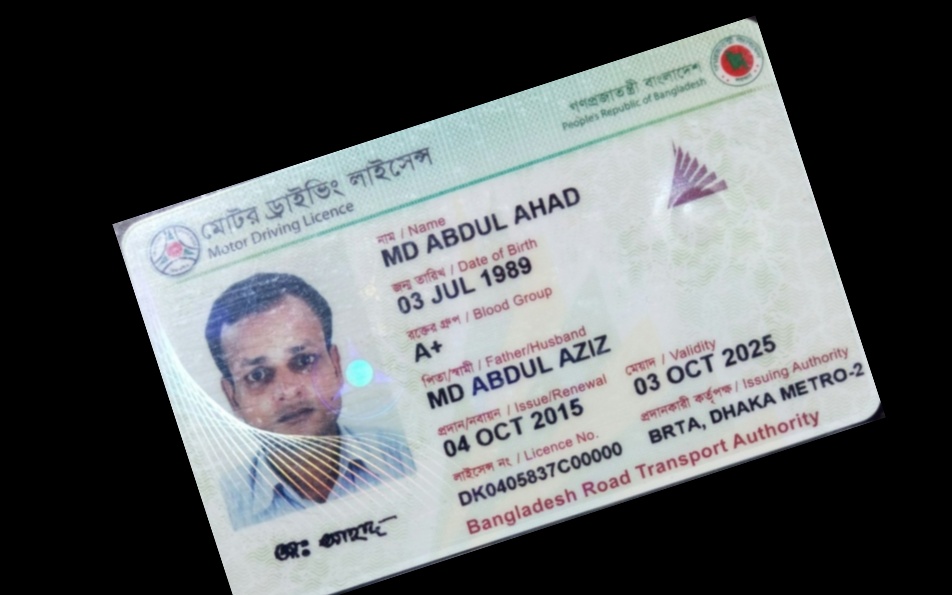 গণপ্রজাতন্ত্রী বাংলাদেশ
People's Republic of Bangladesh
মোটর ড্রাইভিং লাইসেন্স
Motor Driving Licence
নাম / Name
MD ABDUL AHAD
জন্ম তারিখ / Date of Birth
03 JUL 1989
রক্তের গ্রুপ / Blood Group
A+
পিতা/স্বামী / Father/Husband
MD ABDUL AZIZ
প্রদান/নবায়ন / Issue/Renewal
04 OCT 2015
মেয়াদ / Validity
03 OCT 2025
লাইসেন্স নং / Licence No.
DK0405837C00000
প্রদানকারী কর্তৃপক্ষ / Issuing Authority
BRTA, DHAKA METRO-2
Bangladesh Road Transport Authority
মোঃ আহাদ